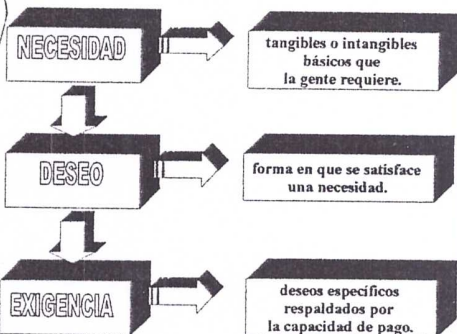 NECESIDAD
tangibles o intangibles
básicos que
la gente requiere.
DESEO
forma en que se satisface
una necesidad.
EXIGENCIA
deseos específicos
respaldados por
la capacidad de pago.